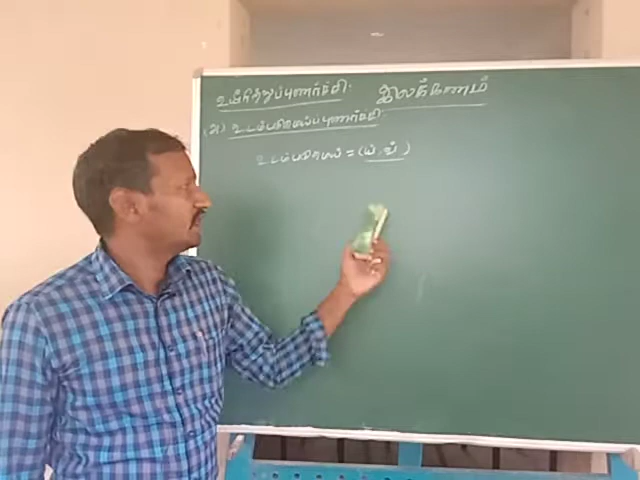 உயிரீற்றுப்புணர்ச்சி: இலக்கணம்
(அ) உடம்படுமெய்ப்புணர்ச்சி:
உடம்படுமெய் = (ய், வ்)